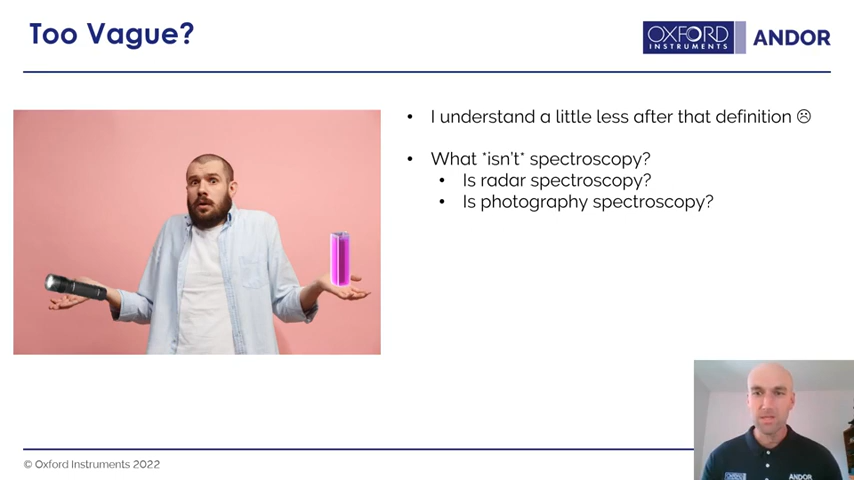 Too Vague?
OXFORD
INSTRUMENTS
ANDOR
I understand a little less after that definition ☹
What *isn't* spectroscopy?
Is radar spectroscopy?
Is photography spectroscopy?
© Oxford Instruments 2022
ANDOR